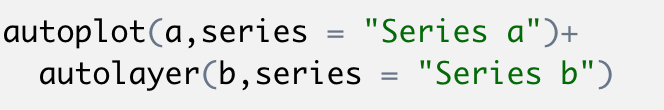 autoplot(a,series = "Series a")+
  autolayer(b,series = "Series b")